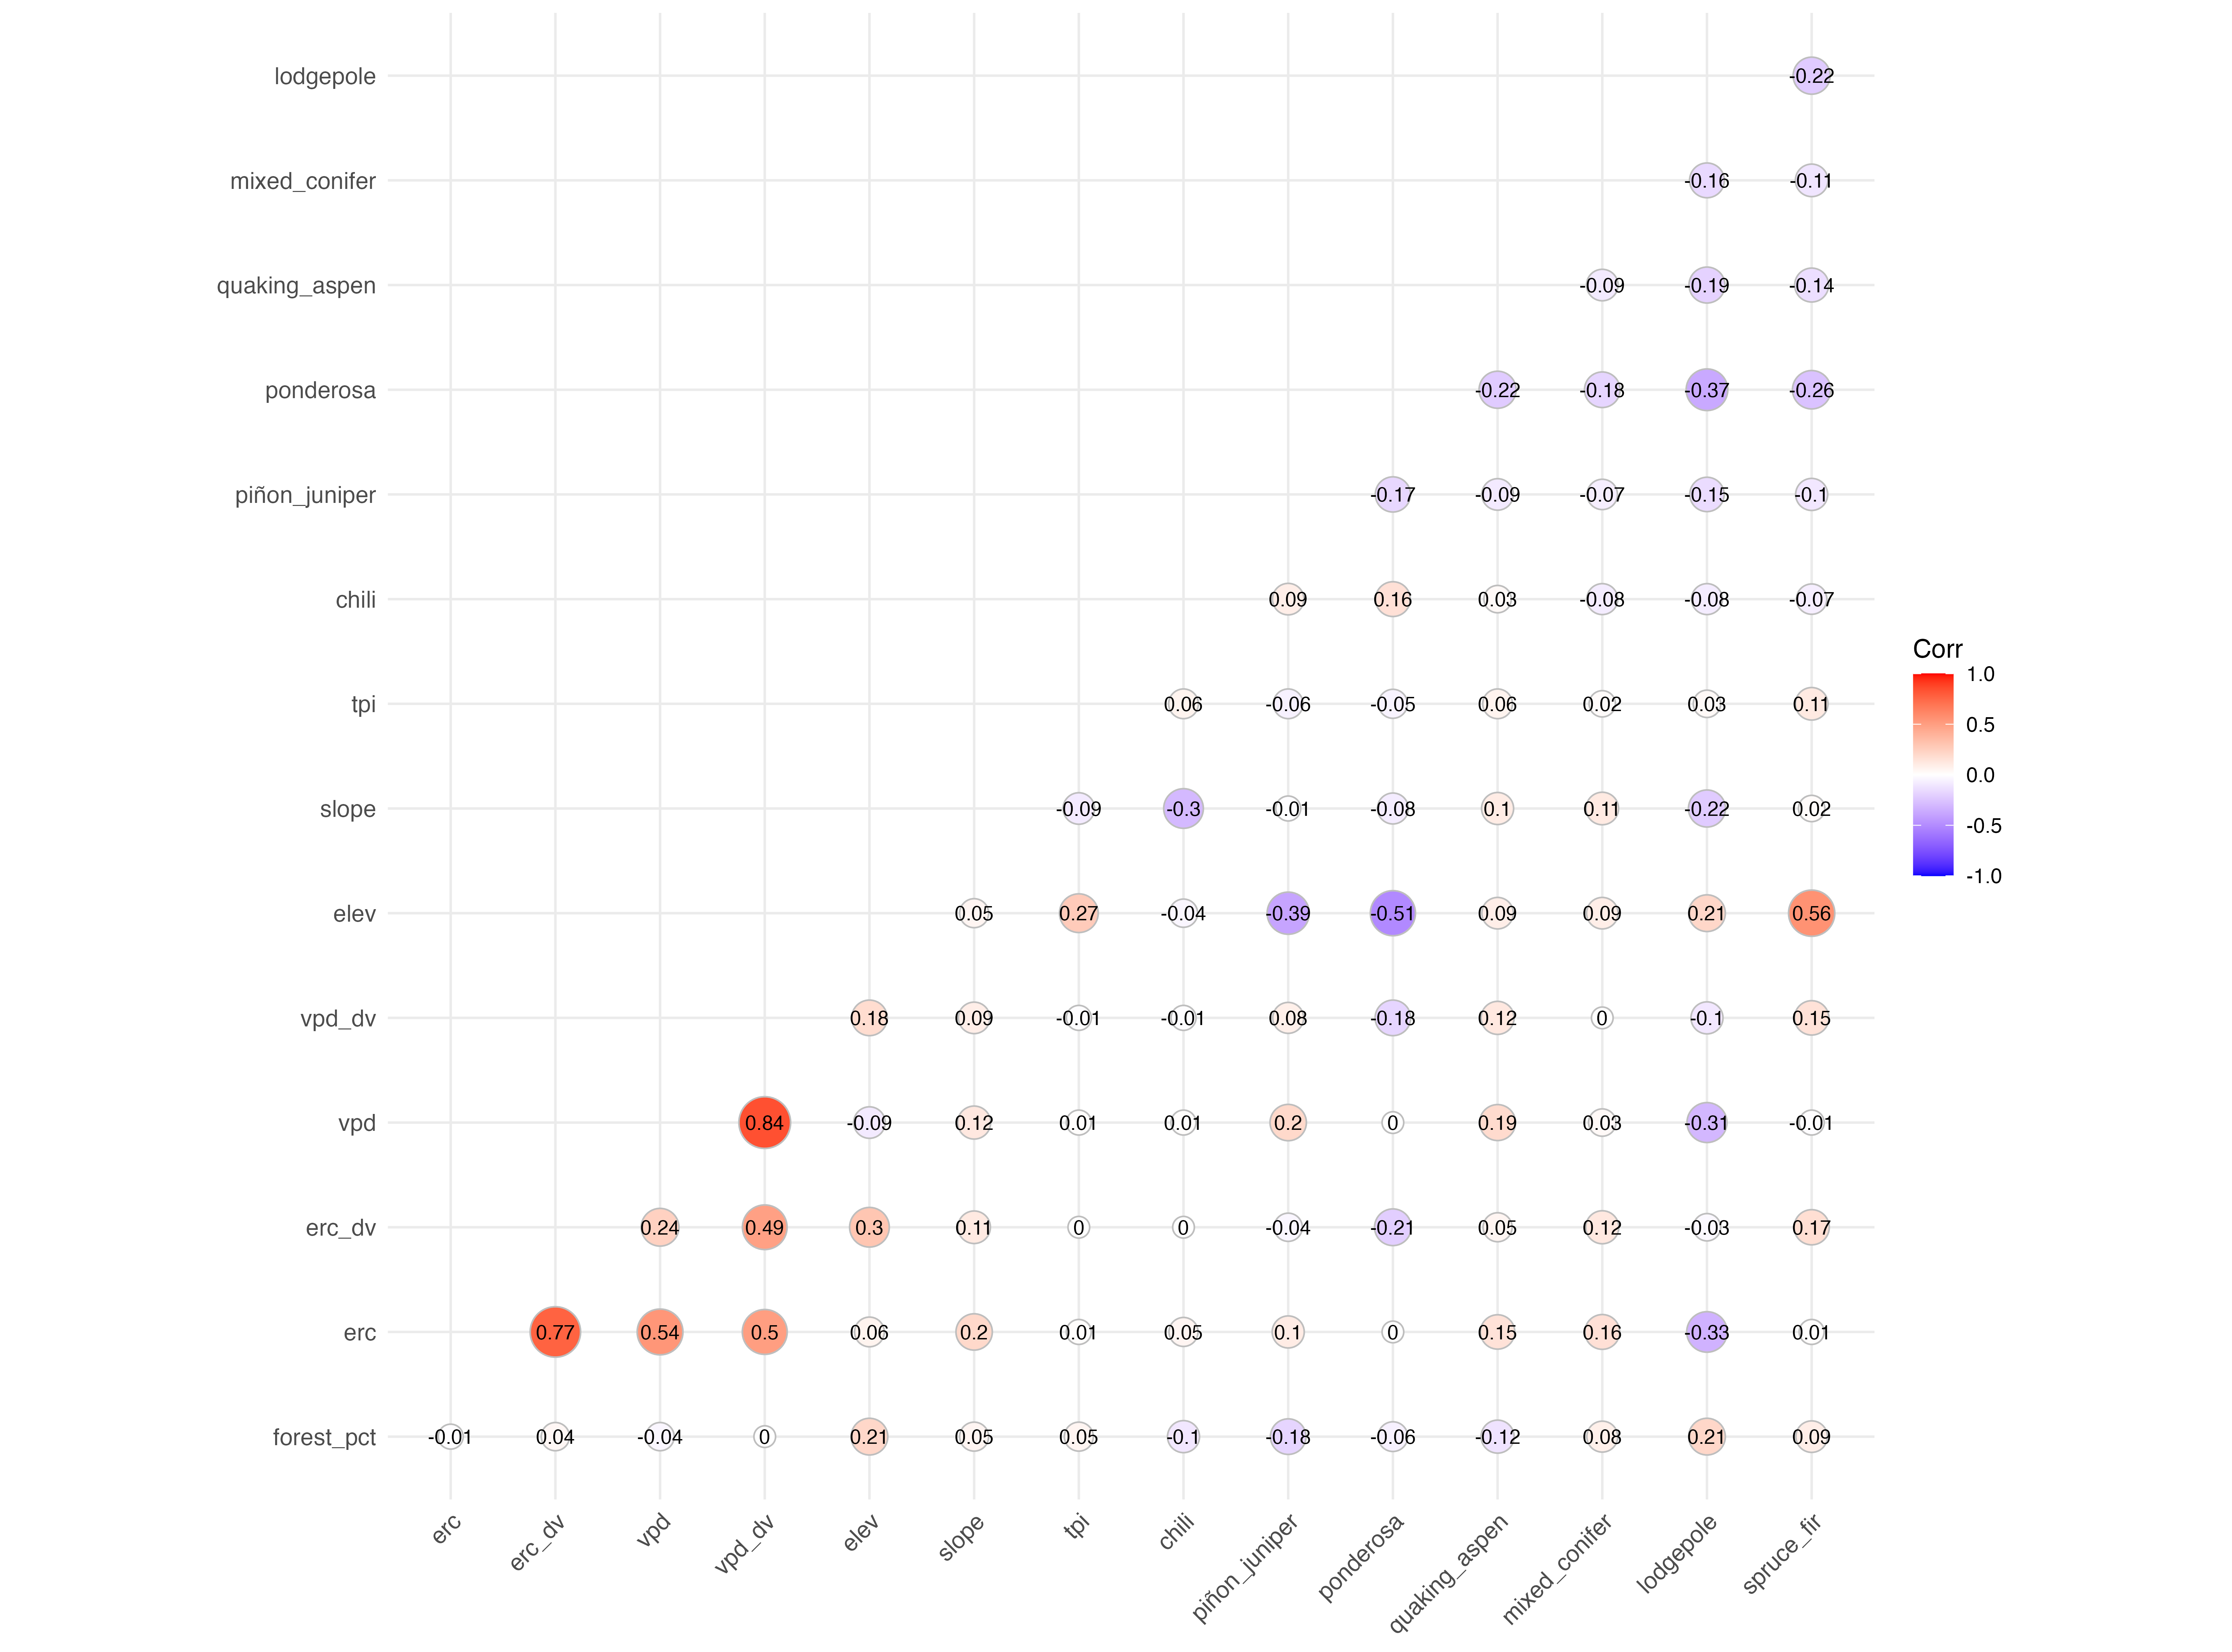 lodgepole -0.22
mixed_conifer -0.16 -0.11
quaking_aspen -0.09 -0.19 -0.14
ponderosa -0.22 -0.18 -0.37 -0.26
piñon_juniper -0.17 -0.09 -0.07 -0.15 -0.1
chili 0.09 0.16 0.03 -0.08 -0.08 -0.07
tpi 0.06 -0.06 -0.05 0.06 0.02 0.03 0.11
slope -0.09 -0.3 -0.01 -0.08 0.1 0.11 -0.22 0.02
elev 0.05 0.27 -0.04 -0.39 -0.51 0.09 0.09 0.21 0.56
vpd_dv 0.18 0.09 -0.01 -0.01 0.08 -0.18 0.12 0 -0.1 0.15
vpd 0.84 -0.09 0.12 0.01 0.01 0.2 0 0.19 0.03 -0.31 -0.01
erc_dv 0.24 0.49 0.3 0.11 0 0 -0.04 -0.21 0.05 0.12 -0.03 0.17
erc 0.77 0.54 0.5 0.06 0.2 0.01 0.05 0.1 0 0.15 0.16 -0.33 0.01
forest_pct -0.01 0.04 -0.04 0 0.21 0.05 0.05 -0.1 -0.18 -0.06 -0.12 0.08 0.21 0.09
erc erc_dv vpd vpd_dv elev slope tpi chili piñon_juniper ponderosa quaking_aspen mixed_conifer lodgepole spruce_fir
Corr
1.0
0.5
0.0
-0.5
-1.0